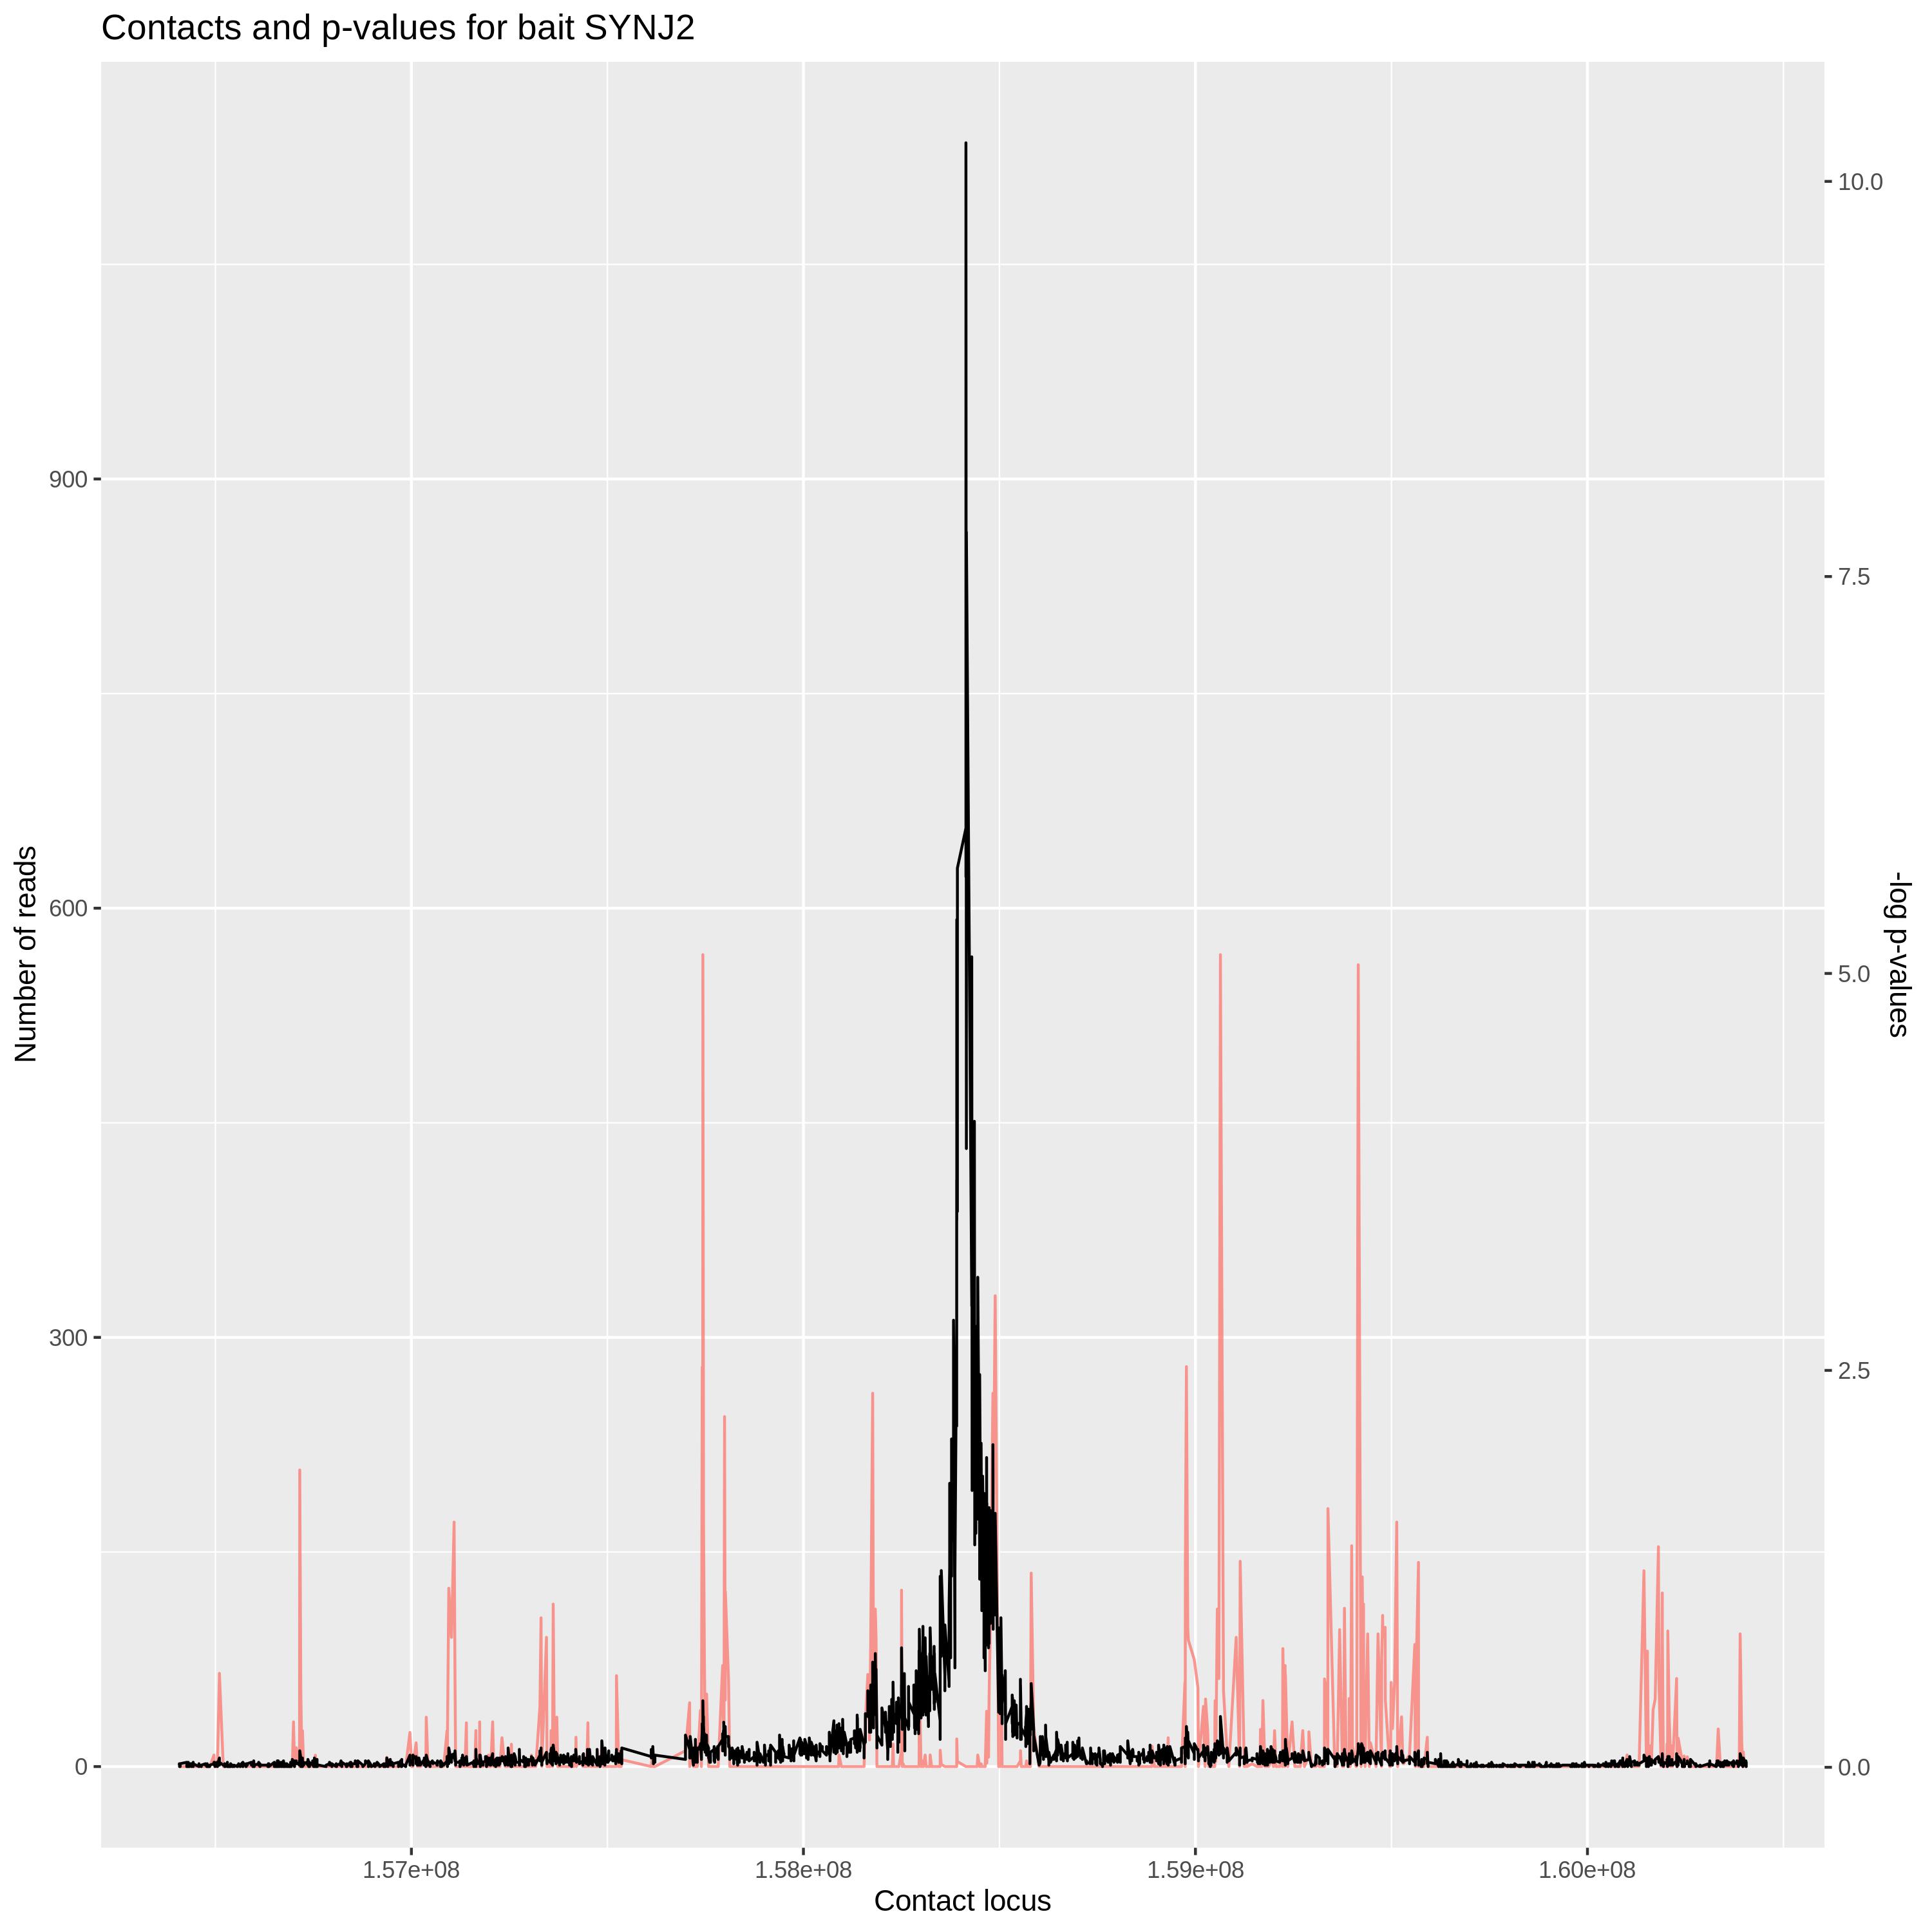 Contacts and p-values for bait SYNJ2
Number of reads
900
600
300
0
10.0
7.5
5.0
2.5
0.0
-log p-values
1.57e+08
1.58e+08
1.59e+08
1.60e+08
Contact locus